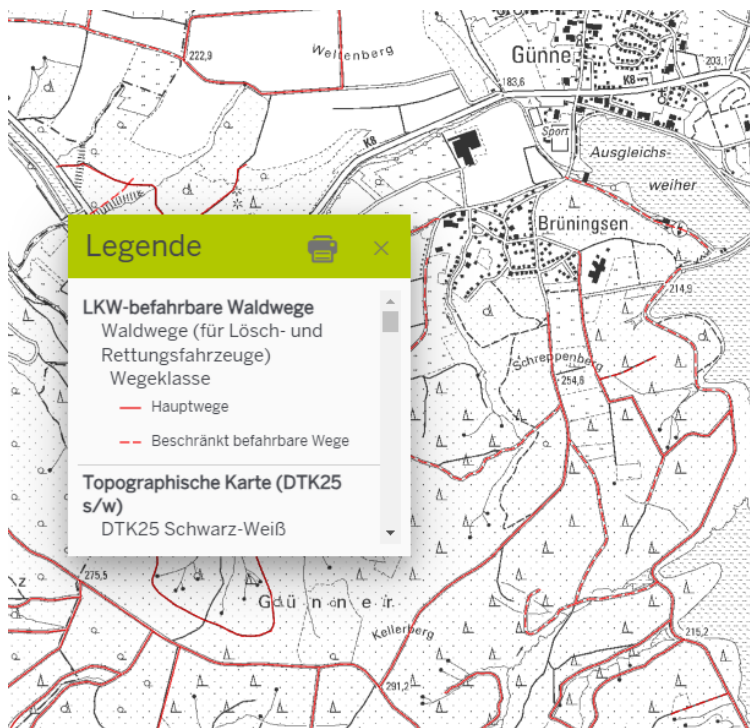 Weltenberg
222,9
Günne
203,1
183,6
K8
K8
Sport
Ausgleichs-
weiher
Brüningsen
214,9
Schreppenberg
254,6
Legende
LKW-befahrbare Waldwege
Waldwege (für Lösch- und
Rettungsfahrzeuge)
Wegeklasse
Hauptwege
Beschränkt befahrbare Wege
Topographische Karte (DTK25
s/w)
DTK25 Schwarz-Weiß
z
275,5
Günner
Kellerberg
215,2
291,2